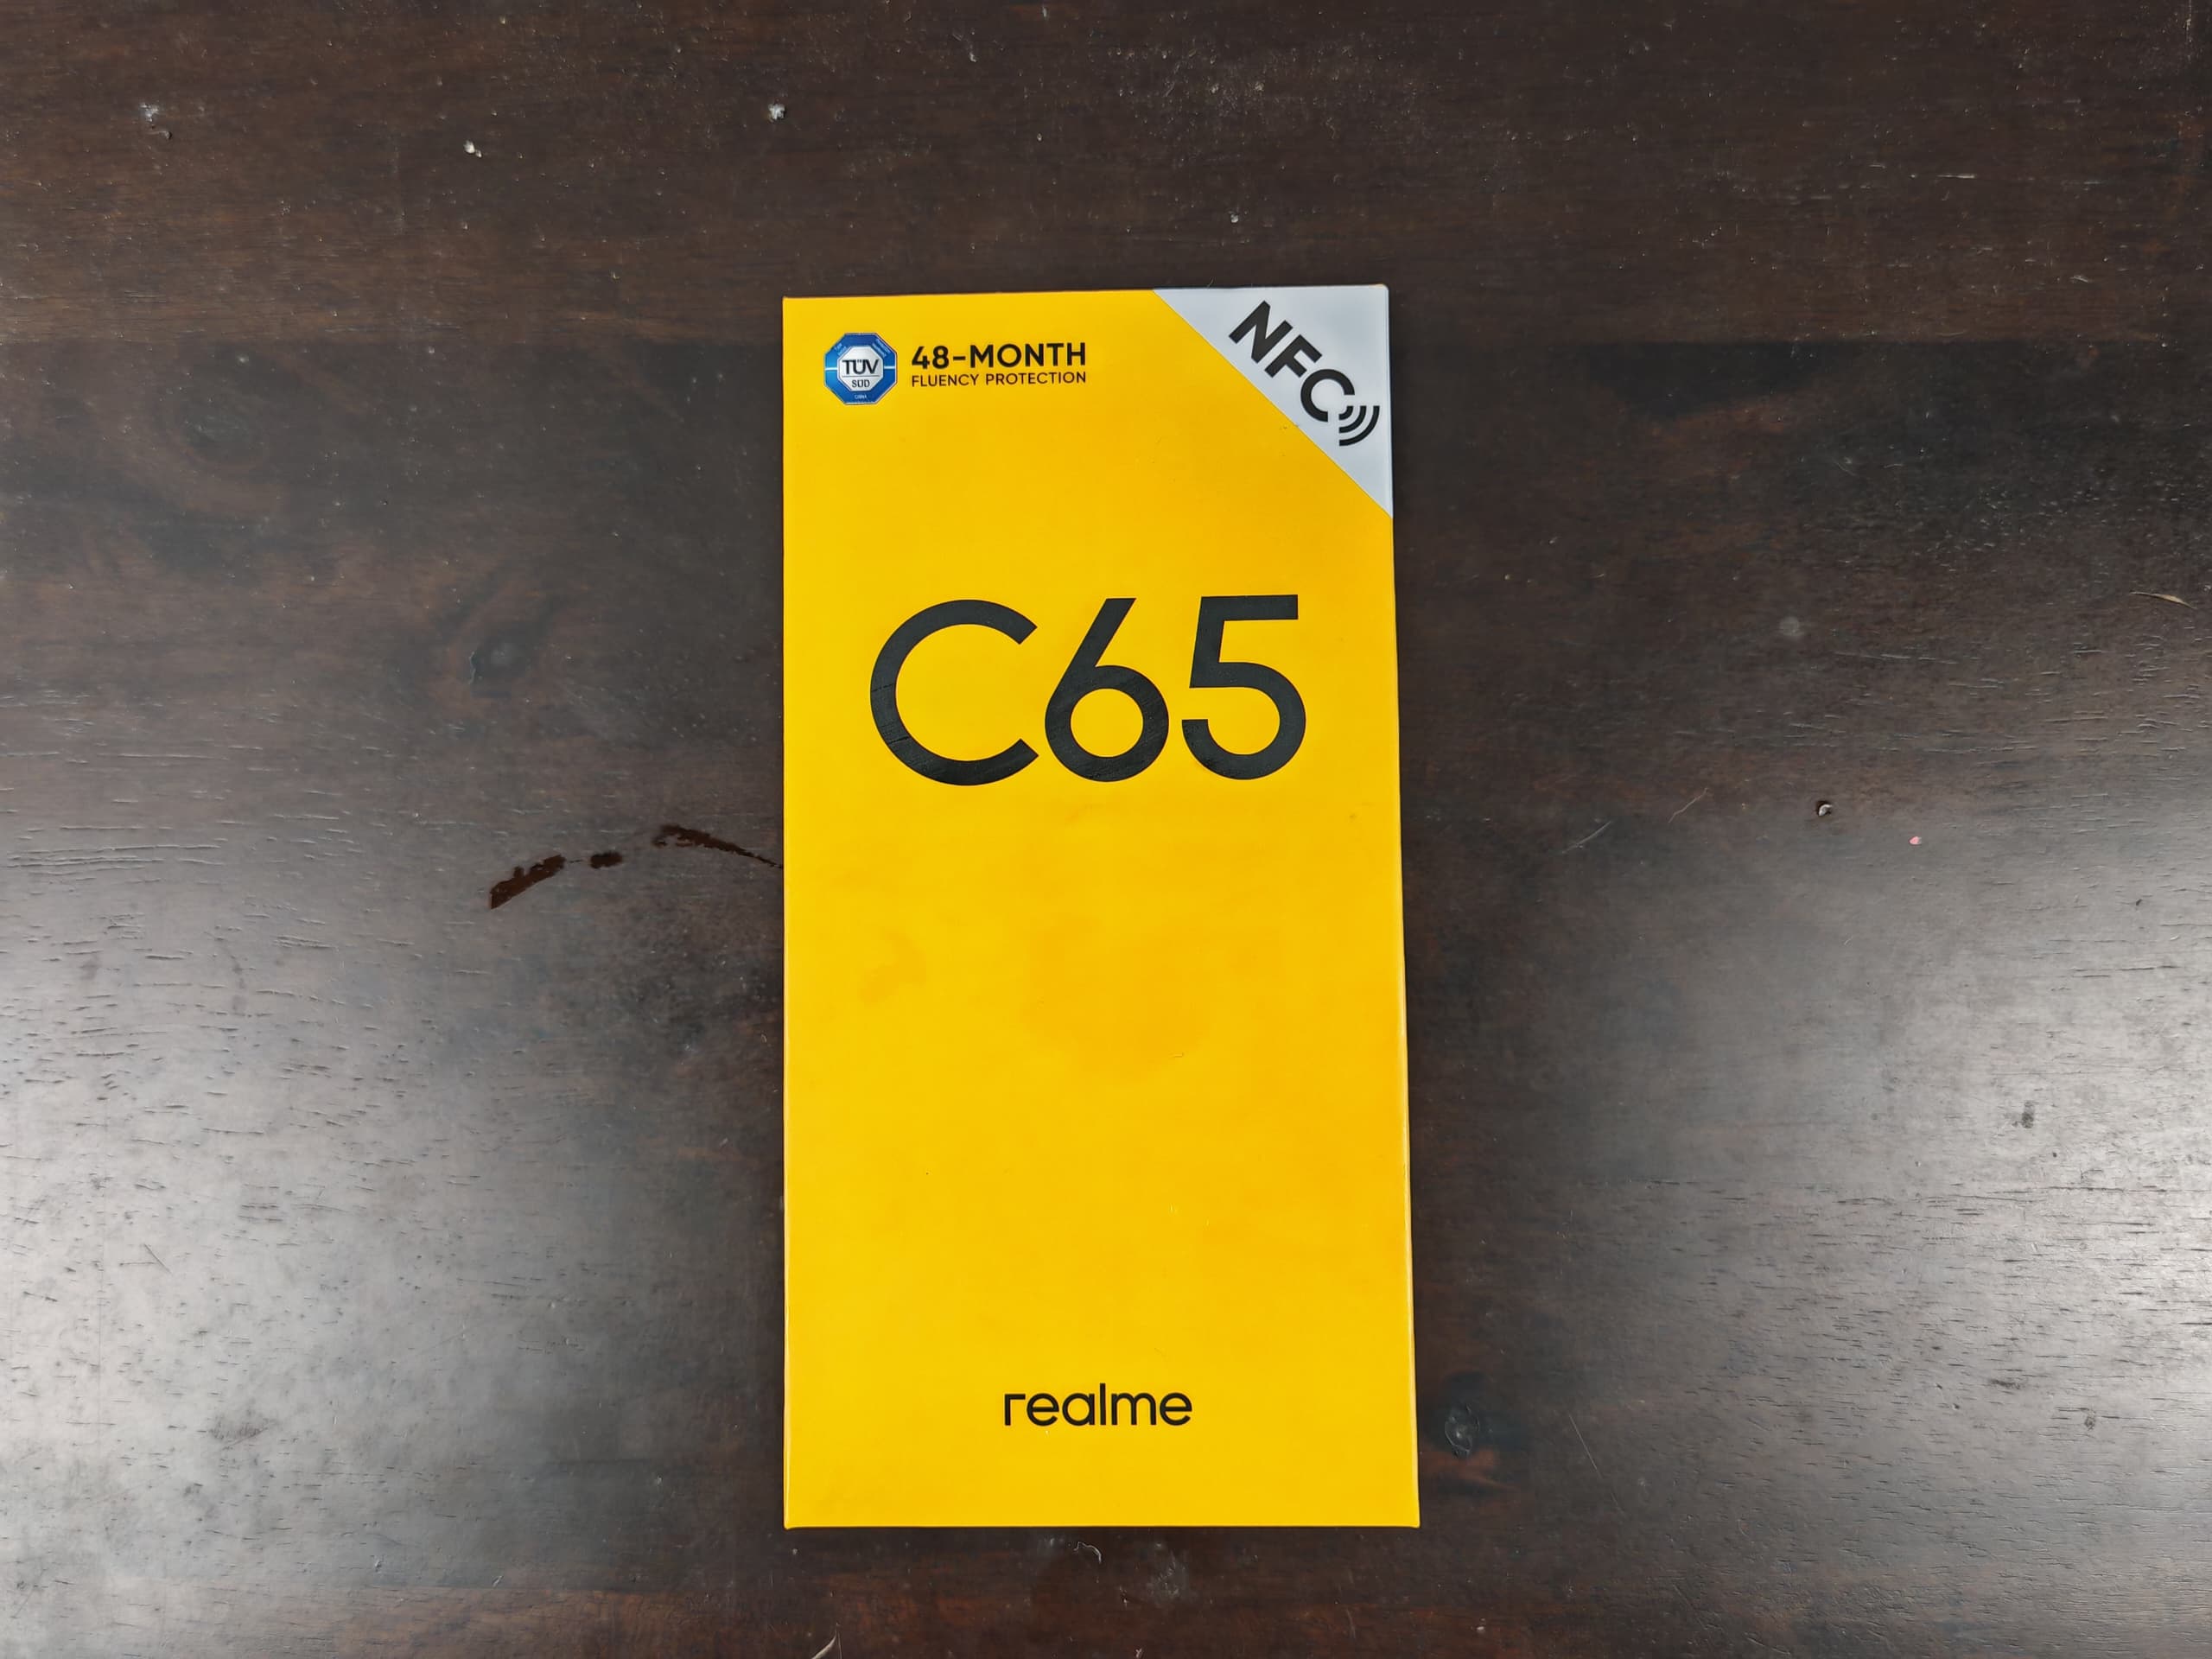 TÜV
SÜD
48-MONTH
FLUENCY PROTECTION
NFC
C65
realme